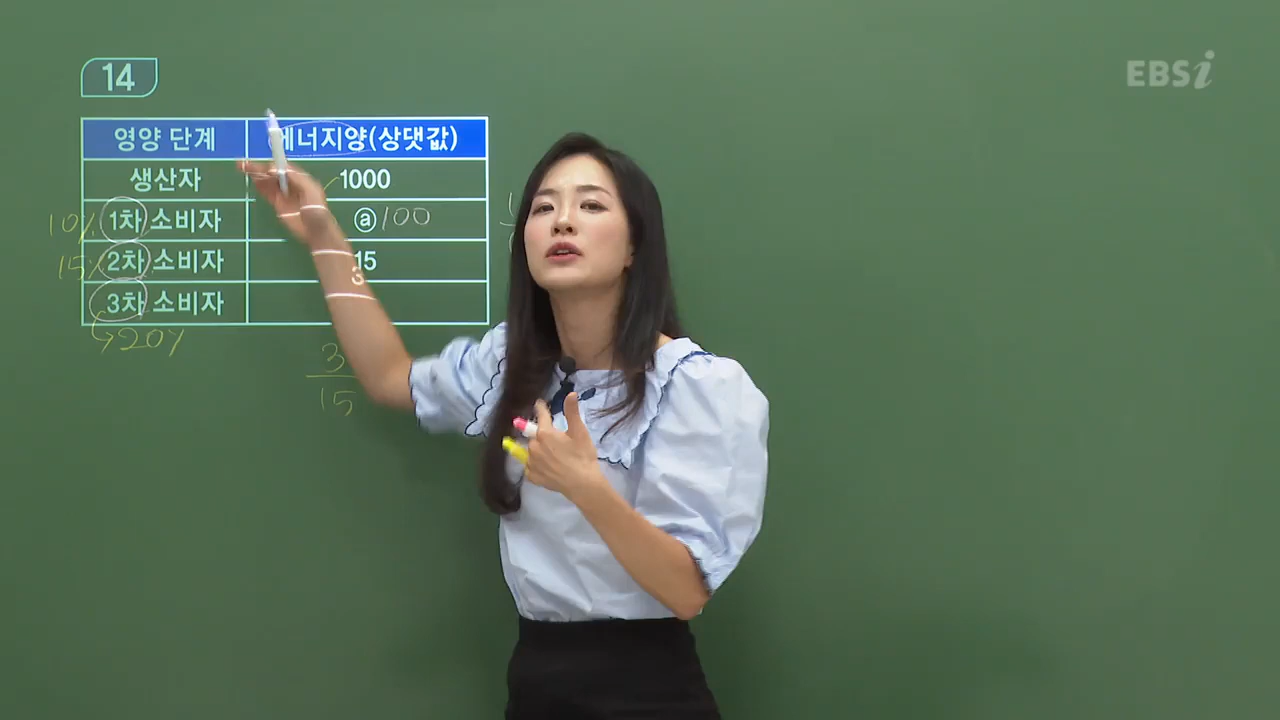 14
EBSi
영양 단계 에너지양(상댓값)
생산자 1000
10% 1차 소비자 ⓐ 100
15% 2차 소비자 15
3차 소비자 3
20%
3
15